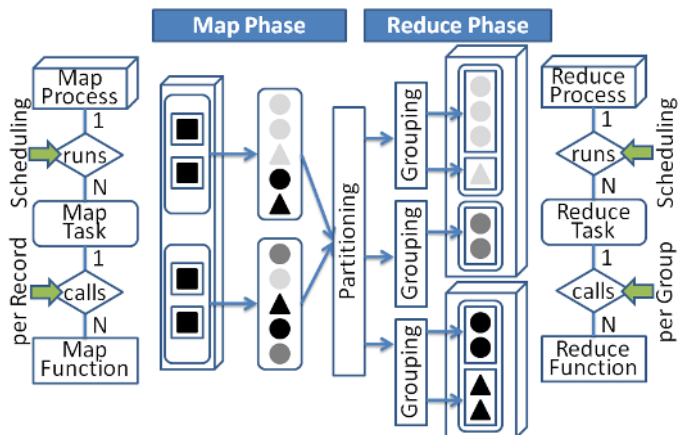 Map Phase
Reduce Phase
Map
Process
1
Scheduling
runs
N
Map
Task
1
per Record
calls
N
Map
Function
Partitioning
Grouping
Grouping
Grouping
Reduce
Process
1
runs
Scheduling
N
Reduce
Task
1
calls
per Group
N
Reduce
Function